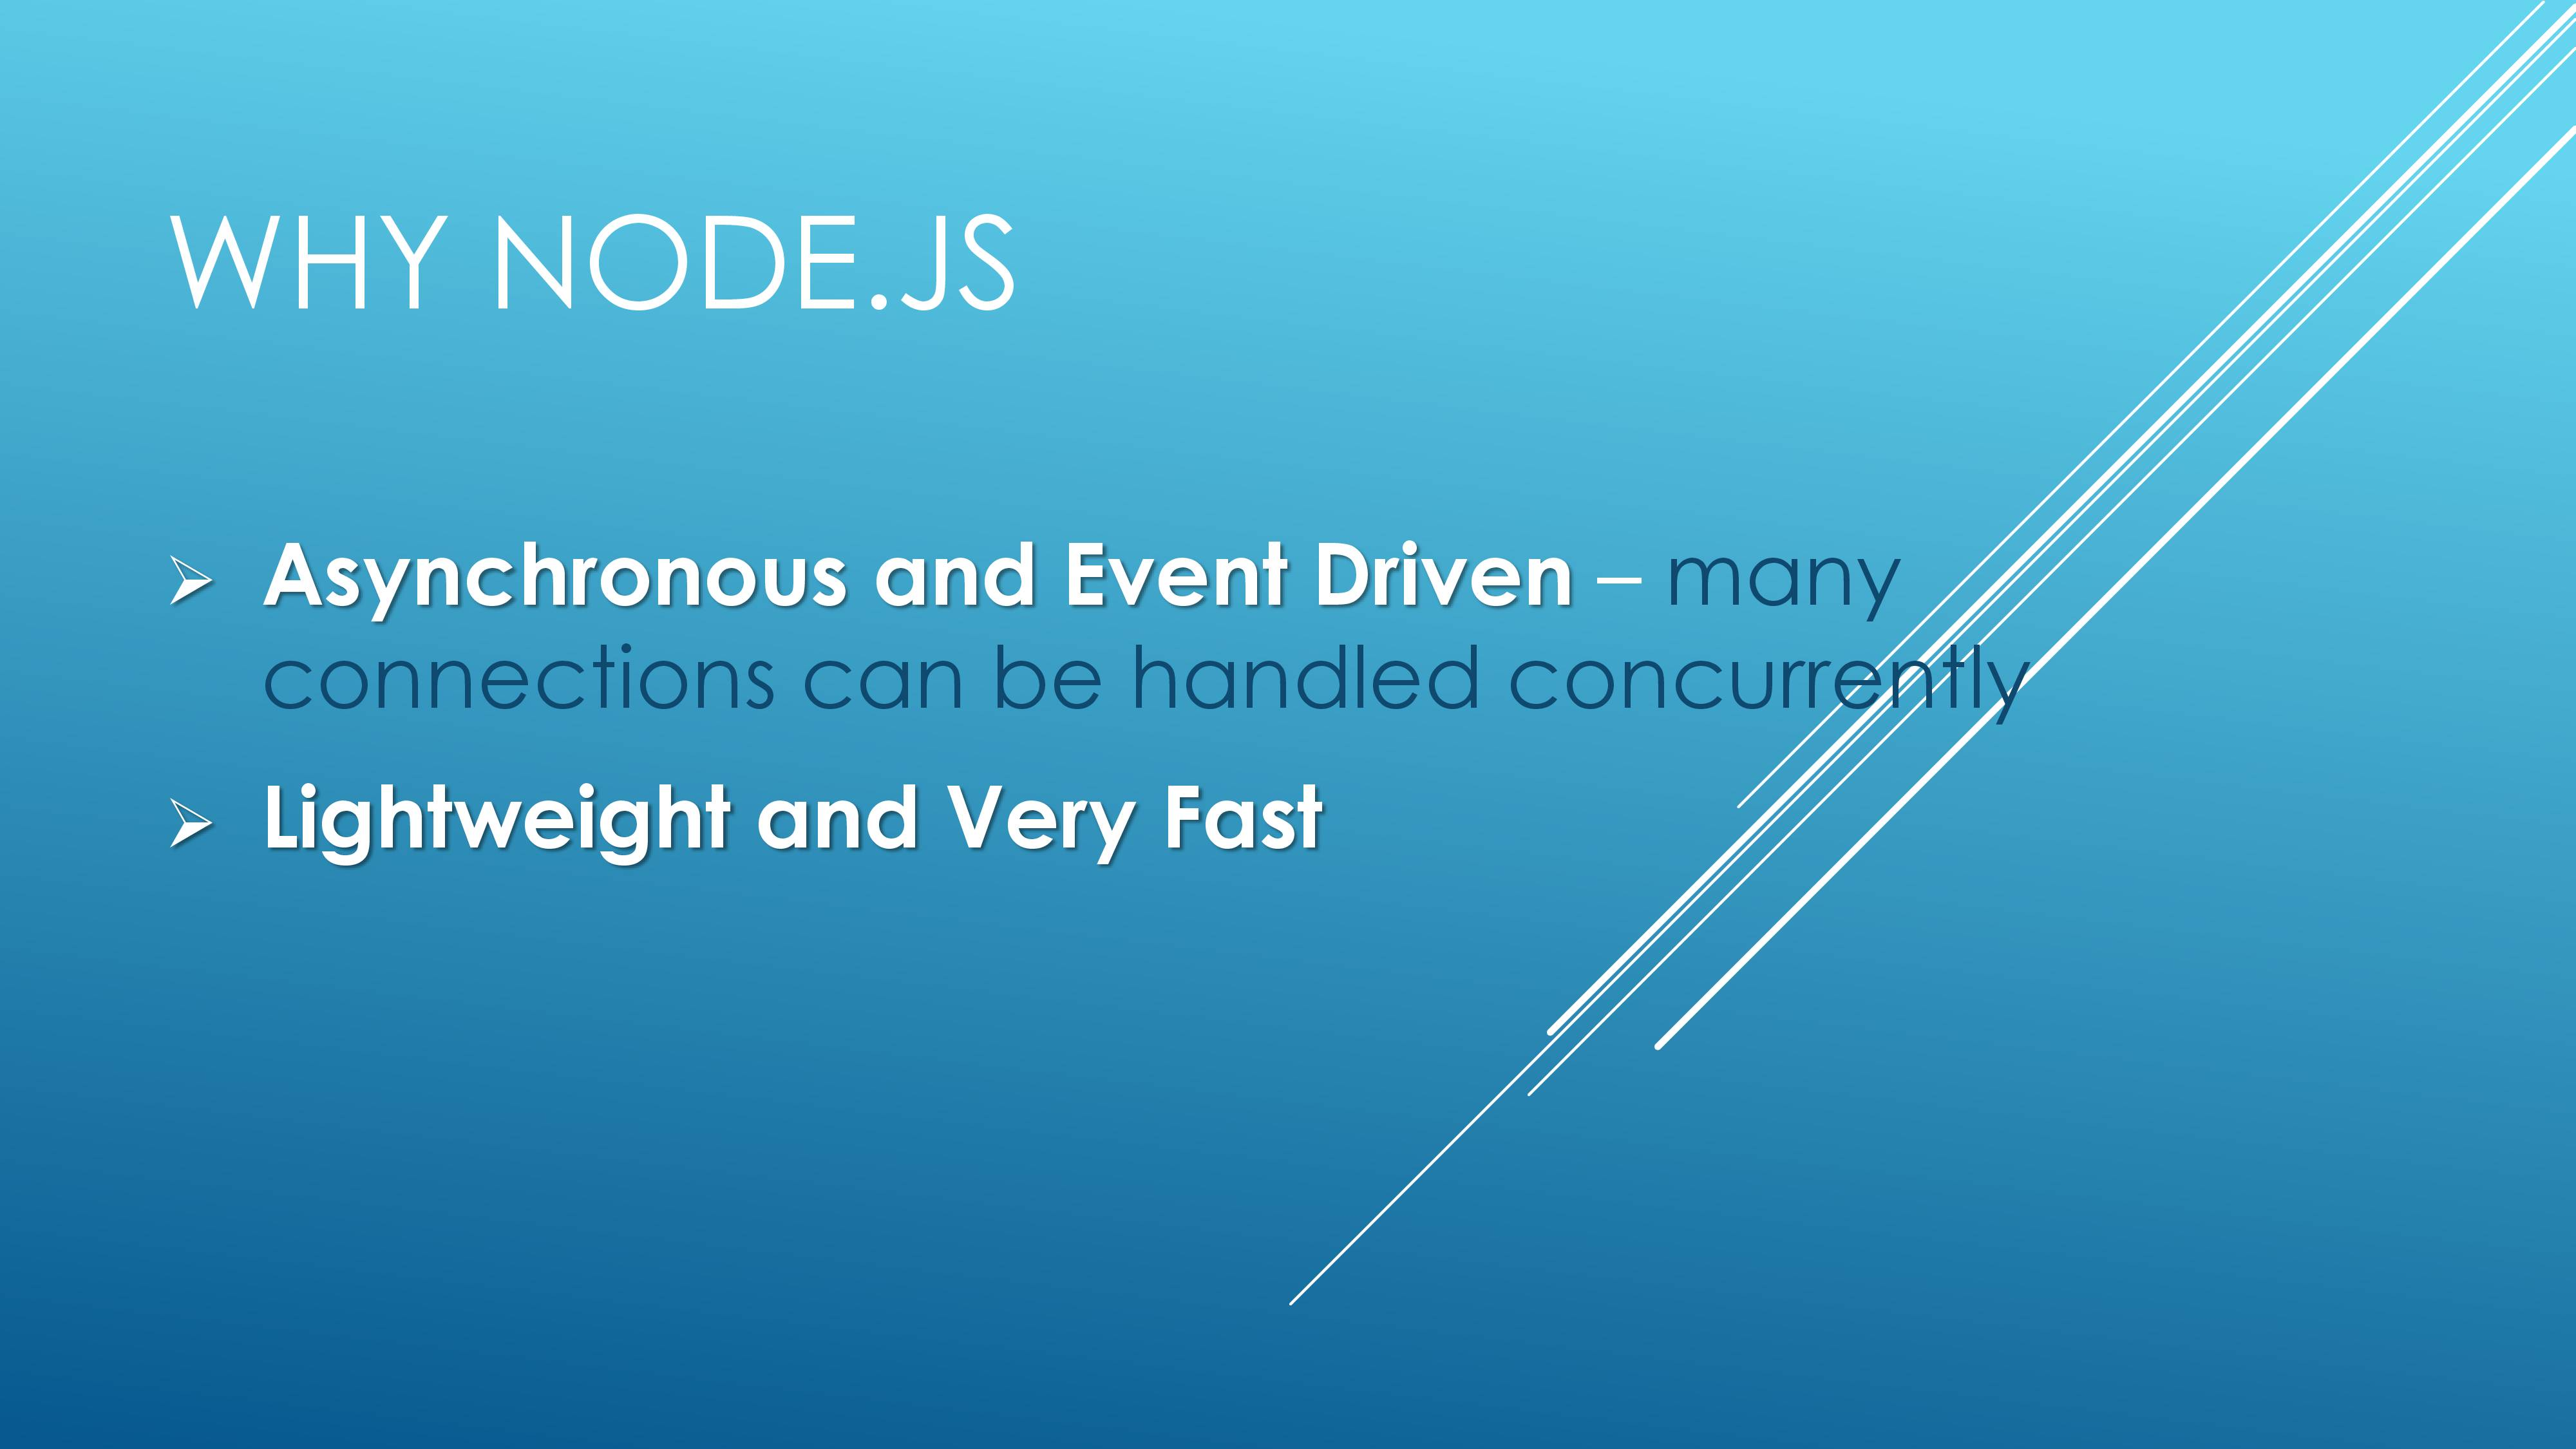 WHY NODE.JS
➢ Asynchronous and Event Driven – many
connections can be handled concurrently
➢ Lightweight and Very Fast